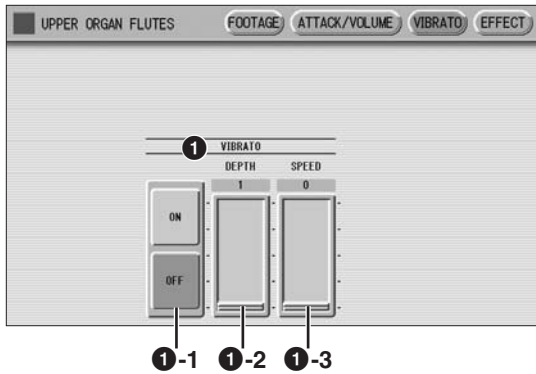 UPPER ORGAN FLUTES FOOTAGE ATTACK/VOLUME VIBRATO EFFECT
1 VIBRATO
DEPTH SPEED
1 0
ON
OFF
1-1 1-2 1-3